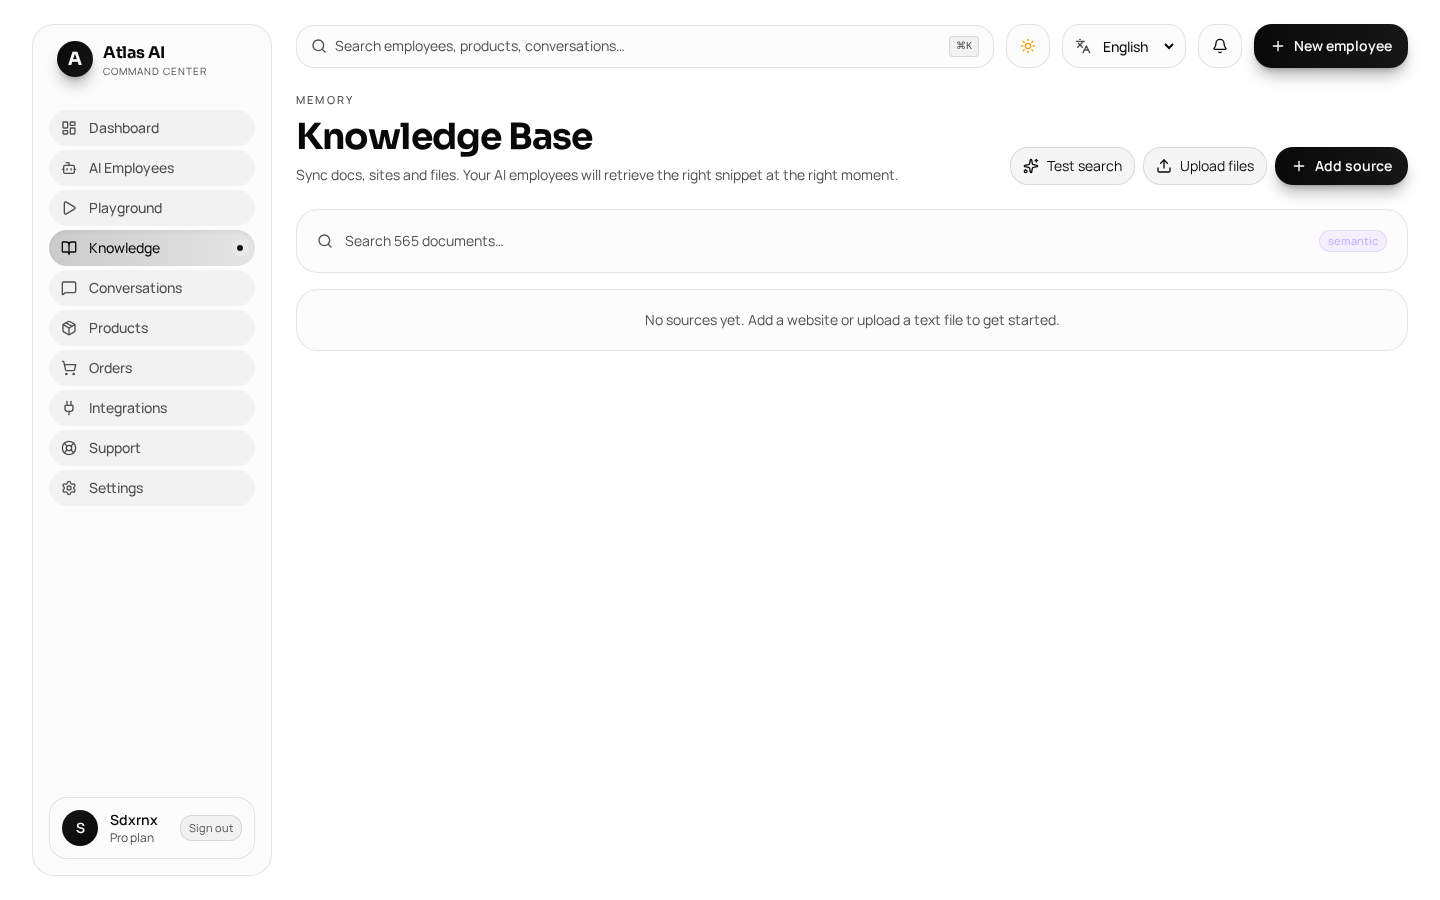 A
Atlas AI
COMMAND CENTER
Dashboard
AI Employees
Playground
Knowledge
Conversations
Products
Orders
Integrations
Support
Settings
S
Sdxrnx
Pro plan
Sign out
Search employees, products, conversations...
⌘K
English
New employee
MEMORY
Knowledge Base
Sync docs, sites and files. Your AI employees will retrieve the right snippet at the right moment.
Test search
Upload files
Add source
Search 565 documents...
semantic
No sources yet. Add a website or upload a text file to get started.